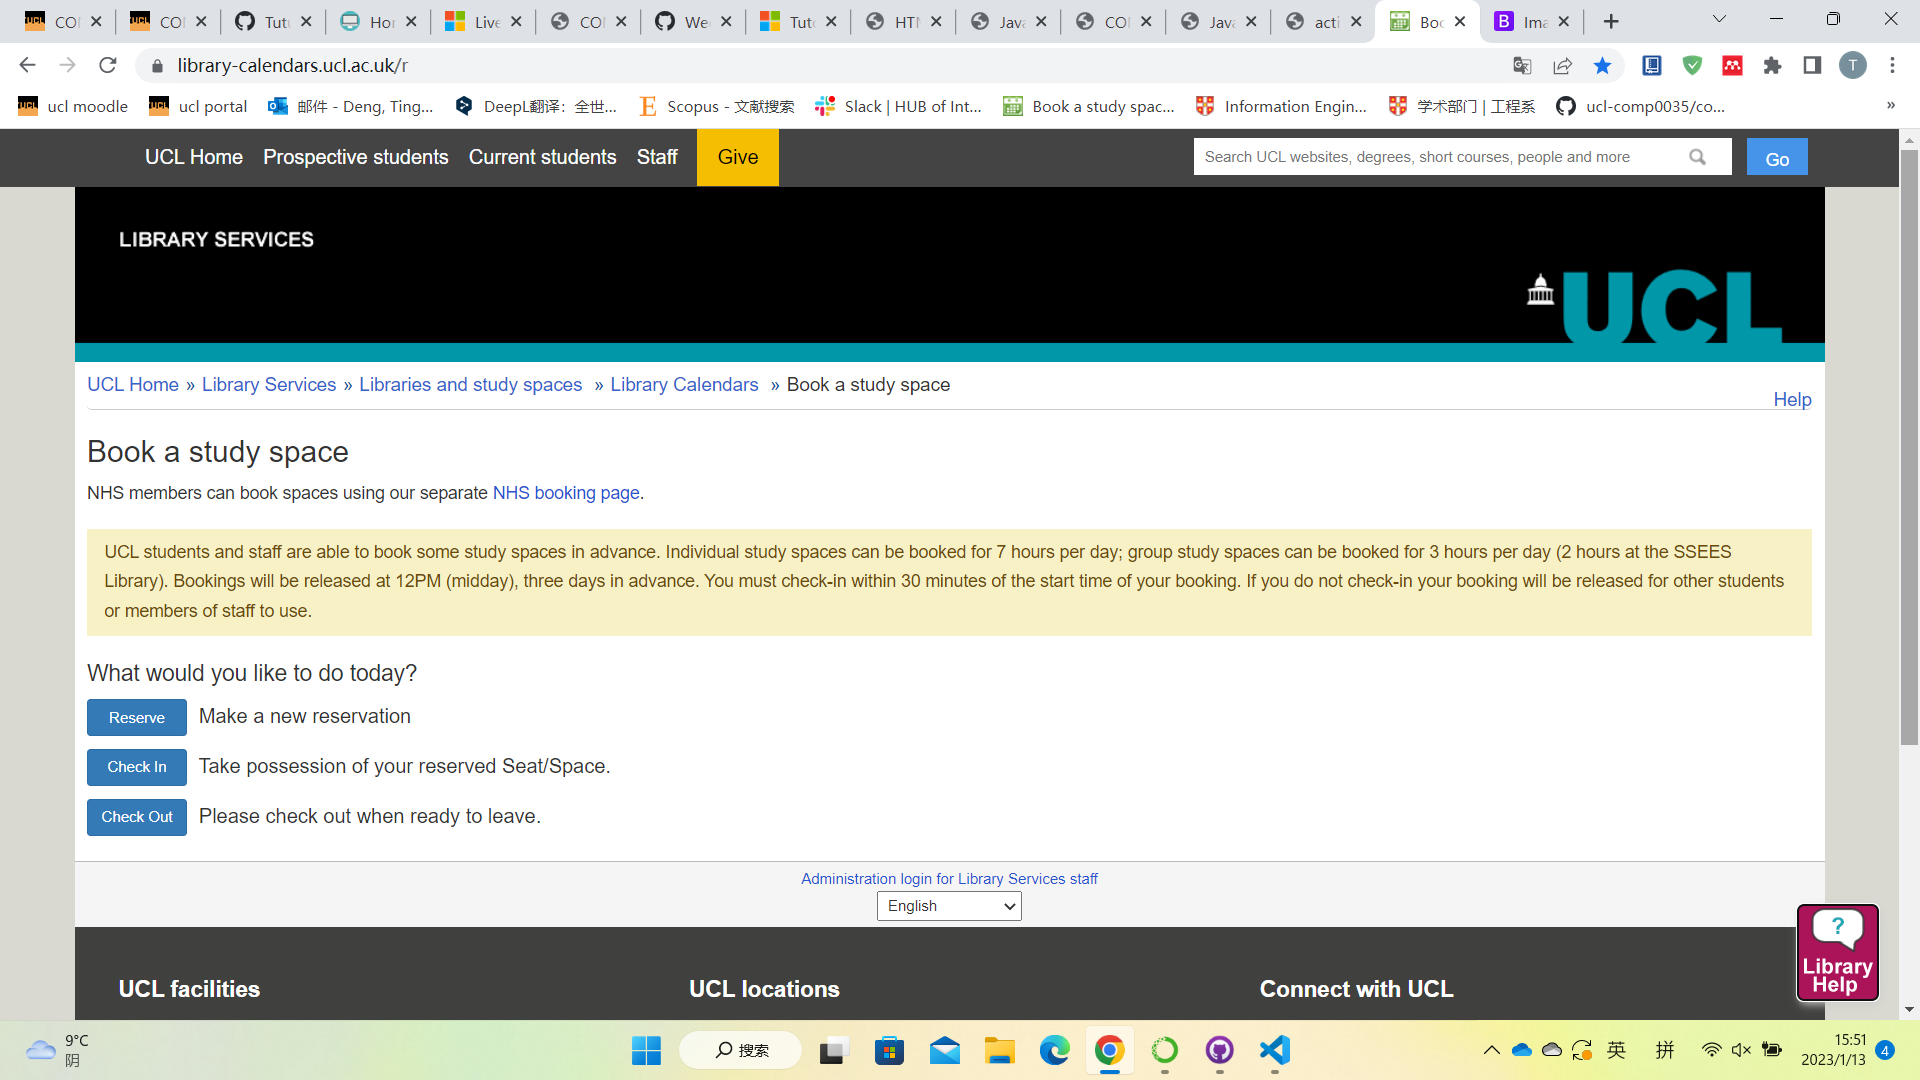 COI
COI
Tuto
Hor
Live
COI
We
Tuto
HTM
Java
COI
Java
acti
Boo
B
Ima
library-calendars.ucl.ac.uk/r
T
ucl moodle
ucl portal
邮件 - Deng, Ting...
DeepL翻译：全世...
Scopus - 文献搜索
Slack | HUB of Int...
Book a study spac...
Information Engin...
学术部门 | 工程系
ucl-comp0035/co...
»
UCL Home
Prospective students
Current students
Staff
Give
Search UCL websites, degrees, short courses, people and more
Go
LIBRARY SERVICES
UCL
UCL Home » Library Services » Libraries and study spaces » Library Calendars » Book a study space
Help
Book a study space
NHS members can book spaces using our separate NHS booking page.
UCL students and staff are able to book some study spaces in advance. Individual study spaces can be booked for 7 hours per day; group study spaces can be booked for 3 hours per day (2 hours at the SSEES
Library). Bookings will be released at 12PM (midday), three days in advance. You must check-in within 30 minutes of the start time of your booking. If you do not check-in your booking will be released for other students
or members of staff to use.
What would you like to do today?
Reserve
Make a new reservation
Check In
Take possession of your reserved Seat/Space.
Check Out
Please check out when ready to leave.
Administration login for Library Services staff
English
?
Library
Help
UCL facilities
UCL locations
Connect with UCL
9°C
阴
搜索
英
拼
15:51
2023/1/13
4